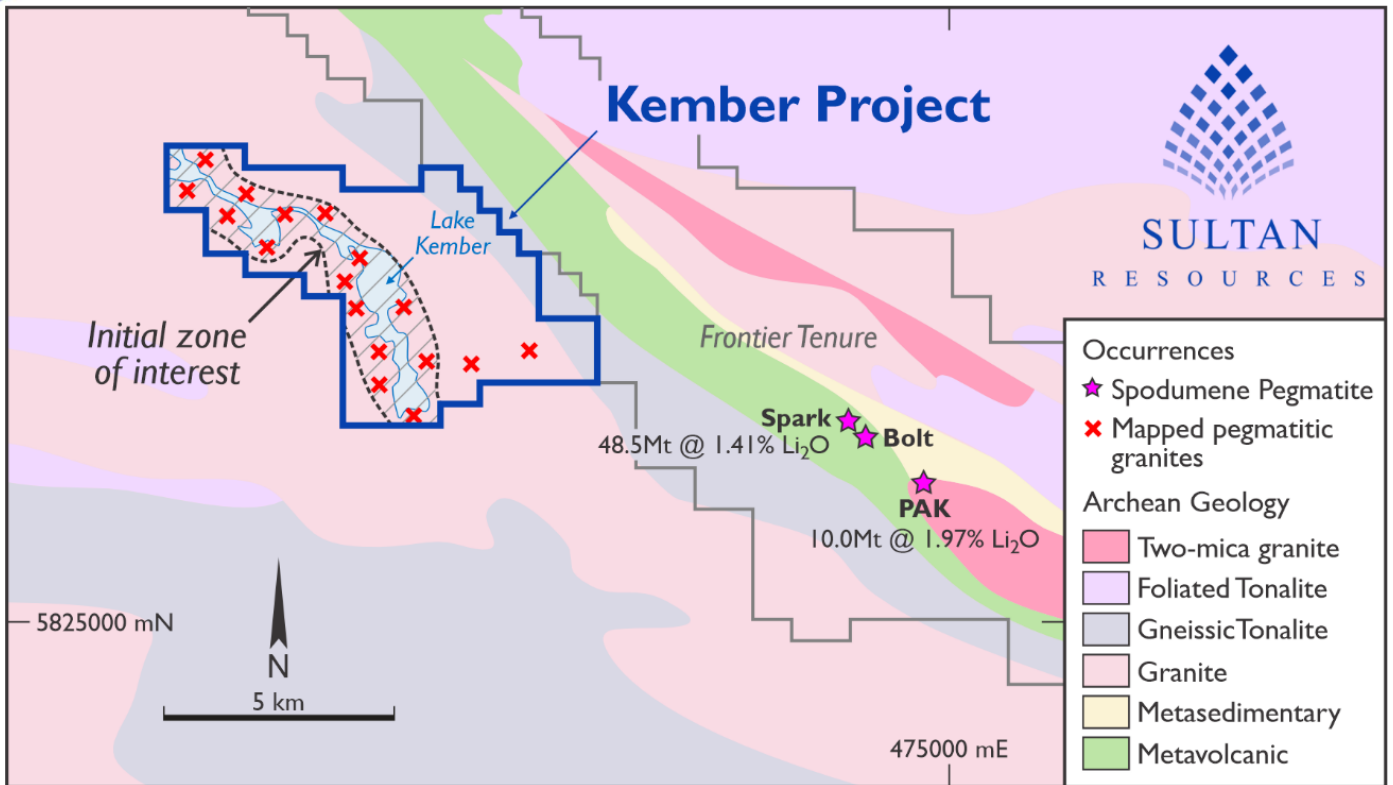 Kember Project
SULTAN
RESOURCES
Lake
Kember
Initial zone
of interest
Frontier Tenure
Spark
48.5Mt @ 1.41% Li₂O
Bolt
PAK
10.0Mt @ 1.97% Li₂O
5825000 mN
N
5 km
475000 mE
Occurrences
Spodumene Pegmatite
Mapped pegmatitic
granites
Archean Geology
Two-mica granite
Foliated Tonalite
Gneissic Tonalite
Granite
Metasedimentary
Metavolcanic